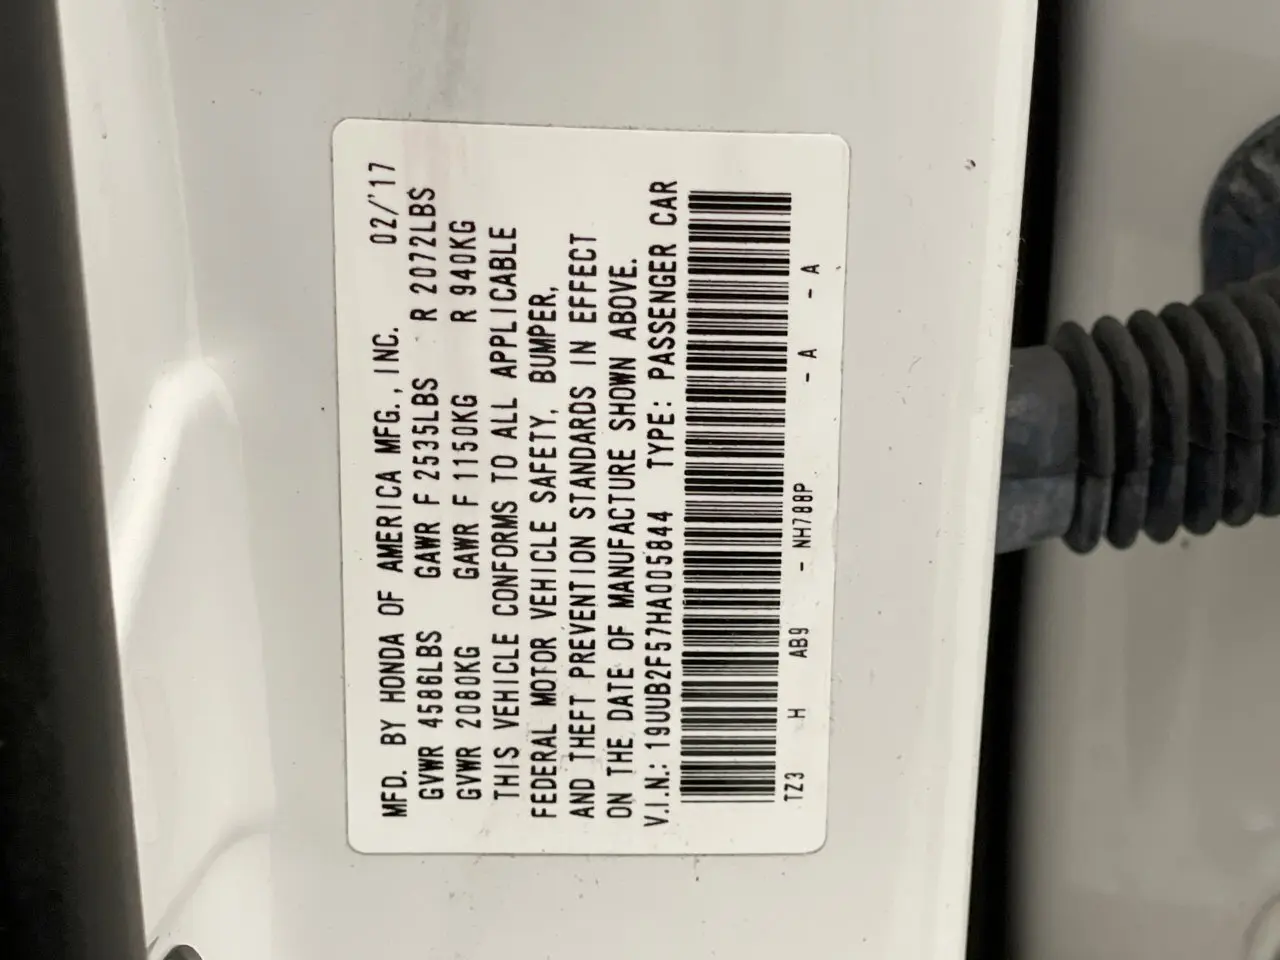 MFD. BY HONDA OF AMERICA MFG., INC. 02/'17
GVWR 4586LBS GAWR F 2535LBS R 2072LBS
GVWR 2080KG GAWR F 1150KG R 940KG
THIS VEHICLE CONFORMS TO ALL APPLICABLE
FEDERAL MOTOR VEHICLE SAFETY, BUMPER,
AND THEFT PREVENTION STANDARDS IN EFFECT
ON THE DATE OF MANUFACTURE SHOWN ABOVE.
V.I.N.: 19UUB2F57HA005844 TYPE: PASSENGER CAR
TZ3 H AB9 - NH788P - A - A